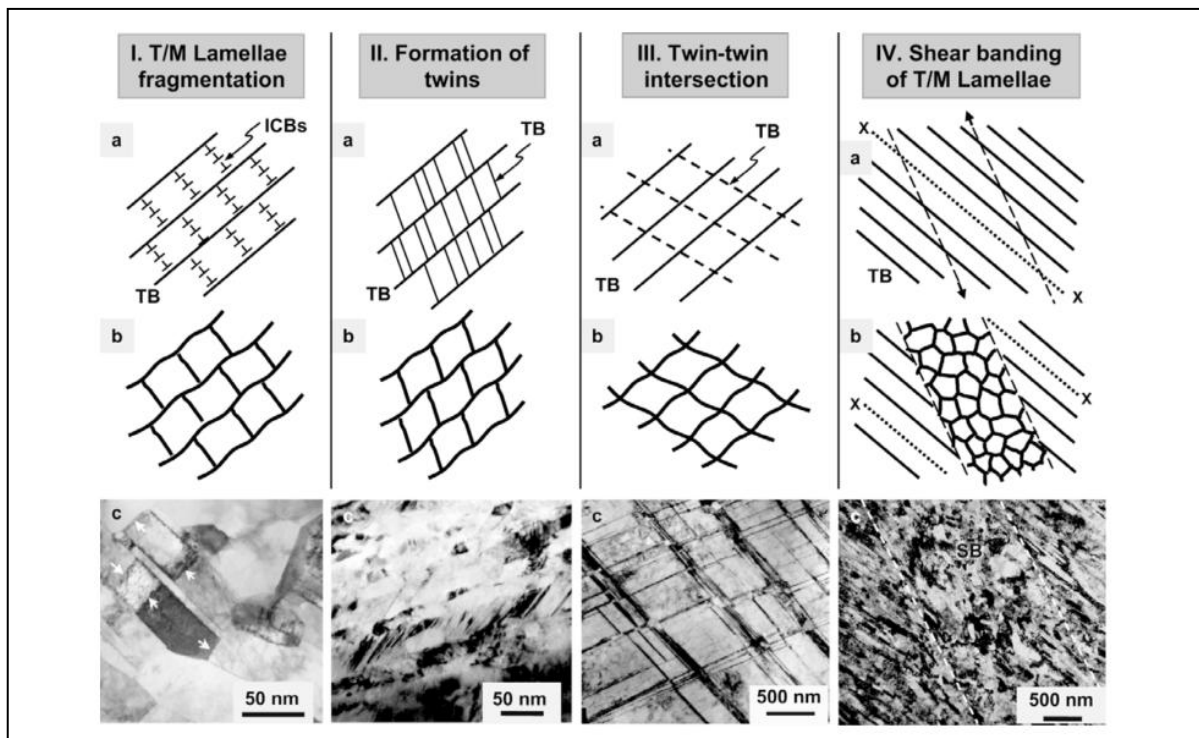 I. T/M Lamellae
fragmentation
II. Formation of
twins
III. Twin-twin
intersection
IV. Shear banding
of T/M Lamellae
a
ICBs
TB
b
c
50 nm
a
TB
TB
b
c
50 nm
a
TB
TB
b
c
500 nm
a
X
TB
X
b
X
X
c
SB
500 nm